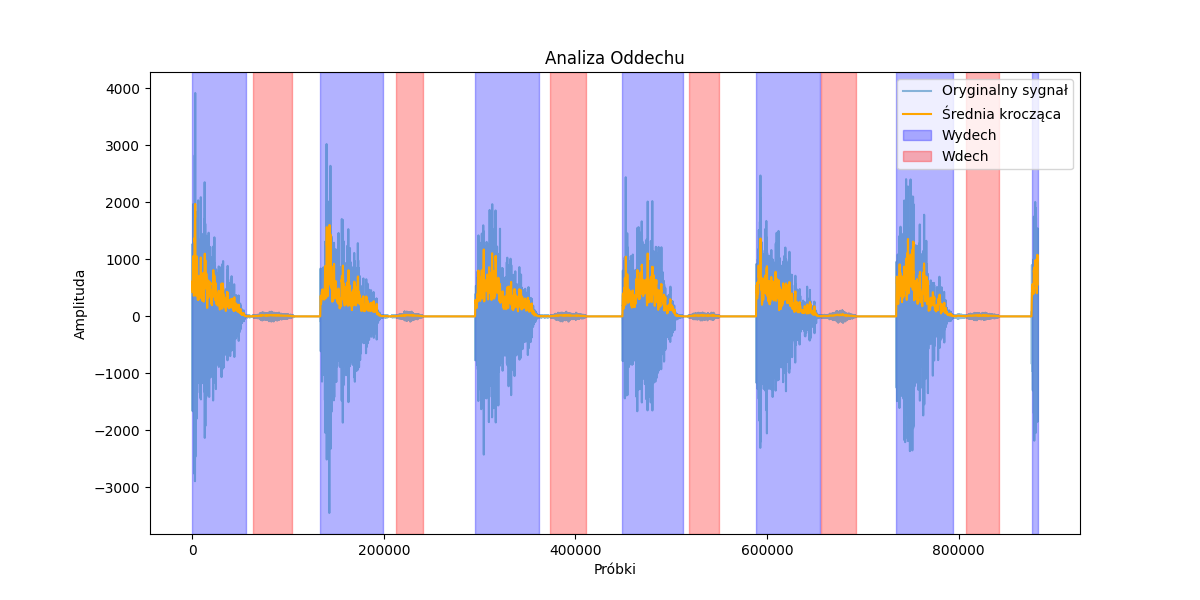 Analiza Oddechu
Oryginalny sygnał
Średnia krocząca
Wydech
Wdech
Amplituda
4000
3000
2000
1000
0
−1000
−2000
−3000
0 200000 400000 600000 800000
Próbki